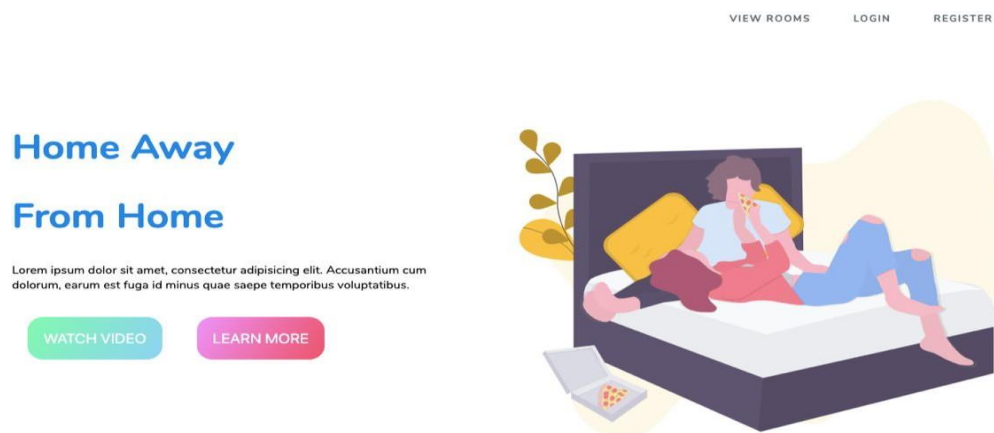 VIEW ROOMS LOGIN REGISTER
Home Away
From Home
Lorem ipsum dolor sit amet, consectetur adipisicing elit. Accusantium cum
dolorum, earum est fuga id minus quae saepe temporibus voluptatibus.
WATCH VIDEO LEARN MORE